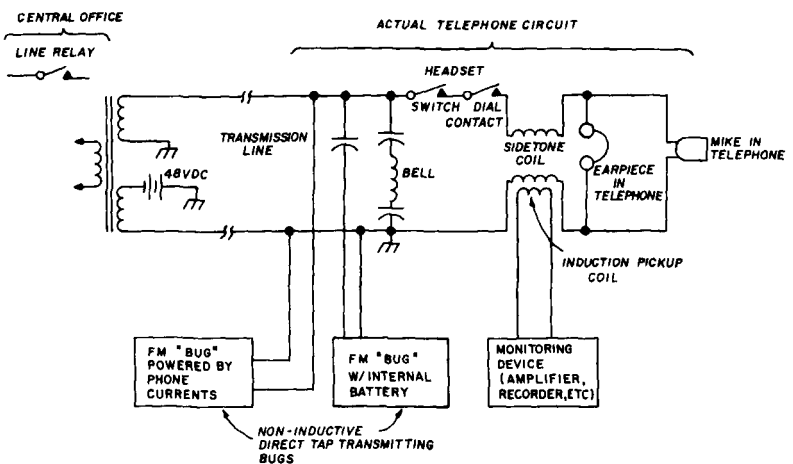 CENTRAL OFFICE
LINE RELAY
ACTUAL TELEPHONE CIRCUIT
HEADSET
SWITCH DIAL
CONTACT
TRANSMISSION
LINE
SIDETONE
COIL
MIKE IN
TELEPHONE
BELL
EARPIECE
IN
TELEPHONE
48VDC
INDUCTION PICKUP
COIL
FM "BUG"
POWERED BY
PHONE
CURRENTS
FM "BUG"
W/INTERNAL
BATTERY
MONITORING
DEVICE
(AMPLIFIER,
RECORDER,ETC)
NON-INDUCTIVE
DIRECT TAP TRANSMITTING
BUGS